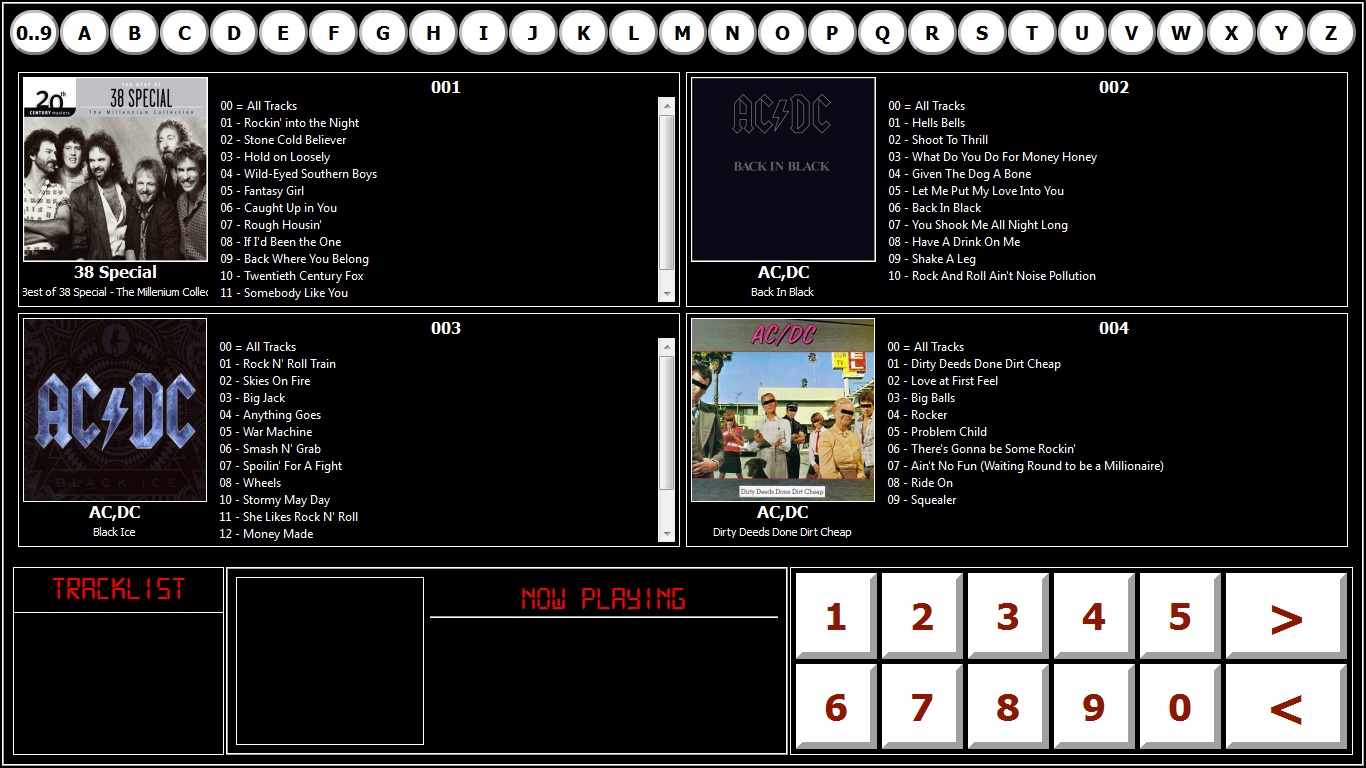 0..9 A B C D E F G H I J K L M N O P Q R S T U V W X Y Z
001
20th
CENTURY masters
THE BEST OF
38 SPECIAL
The Millennium Collection
38 Special
Best of 38 Special - The Millenium Collec
00 = All Tracks
01 - Rockin' into the Night
02 - Stone Cold Believer
03 - Hold on Loosely
04 - Wild-Eyed Southern Boys
05 - Fantasy Girl
06 - Caught Up in You
07 - Rough Housin'
08 - If I'd Been the One
09 - Back Where You Belong
10 - Twentieth Century Fox
11 - Somebody Like You
002
AC/DC
BACK IN BLACK
AC,DC
Back In Black
00 = All Tracks
01 - Hells Bells
02 - Shoot To Thrill
03 - What Do You Do For Money Honey
04 - Given The Dog A Bone
05 - Let Me Put My Love Into You
06 - Back In Black
07 - You Shook Me All Night Long
08 - Have A Drink On Me
09 - Shake A Leg
10 - Rock And Roll Ain't Noise Pollution
003
AC/DC
BLACK ICE
AC,DC
Black Ice
00 = All Tracks
01 - Rock N' Roll Train
02 - Skies On Fire
03 - Big Jack
04 - Anything Goes
05 - War Machine
06 - Smash N' Grab
07 - Spoilin' For A Fight
08 - Wheels
10 - Stormy May Day
11 - She Likes Rock N' Roll
12 - Money Made
004
AC/DC
Dirty Deeds Done Dirt Cheap
AC,DC
Dirty Deeds Done Dirt Cheap
00 = All Tracks
01 - Dirty Deeds Done Dirt Cheap
02 - Love at First Feel
03 - Big Balls
04 - Rocker
05 - Problem Child
06 - There's Gonna be Some Rockin'
07 - Ain't No Fun (Waiting Round to be a Millionaire)
08 - Ride On
09 - Squealer
TRACKLIST
NOW PLAYING
1 2 3 4 5 >
6 7 8 9 0 <